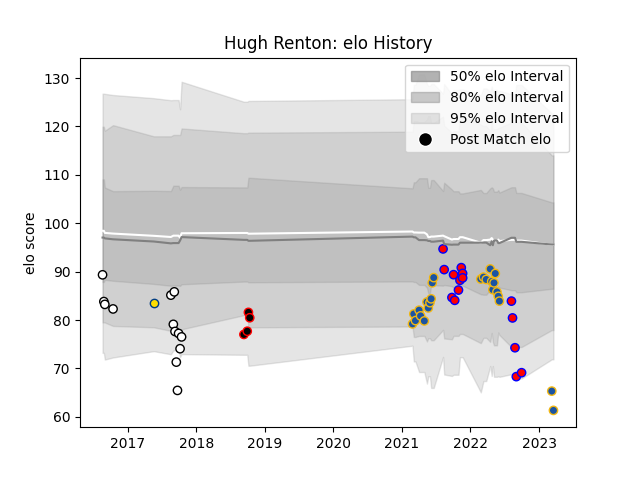 Hugh Renton: elo History
elo score
130
120
110
100
90
80
70
60
50% elo Interval
80% elo Interval
95% elo Interval
Post Match elo
2017 2018 2019 2020 2021 2022 2023